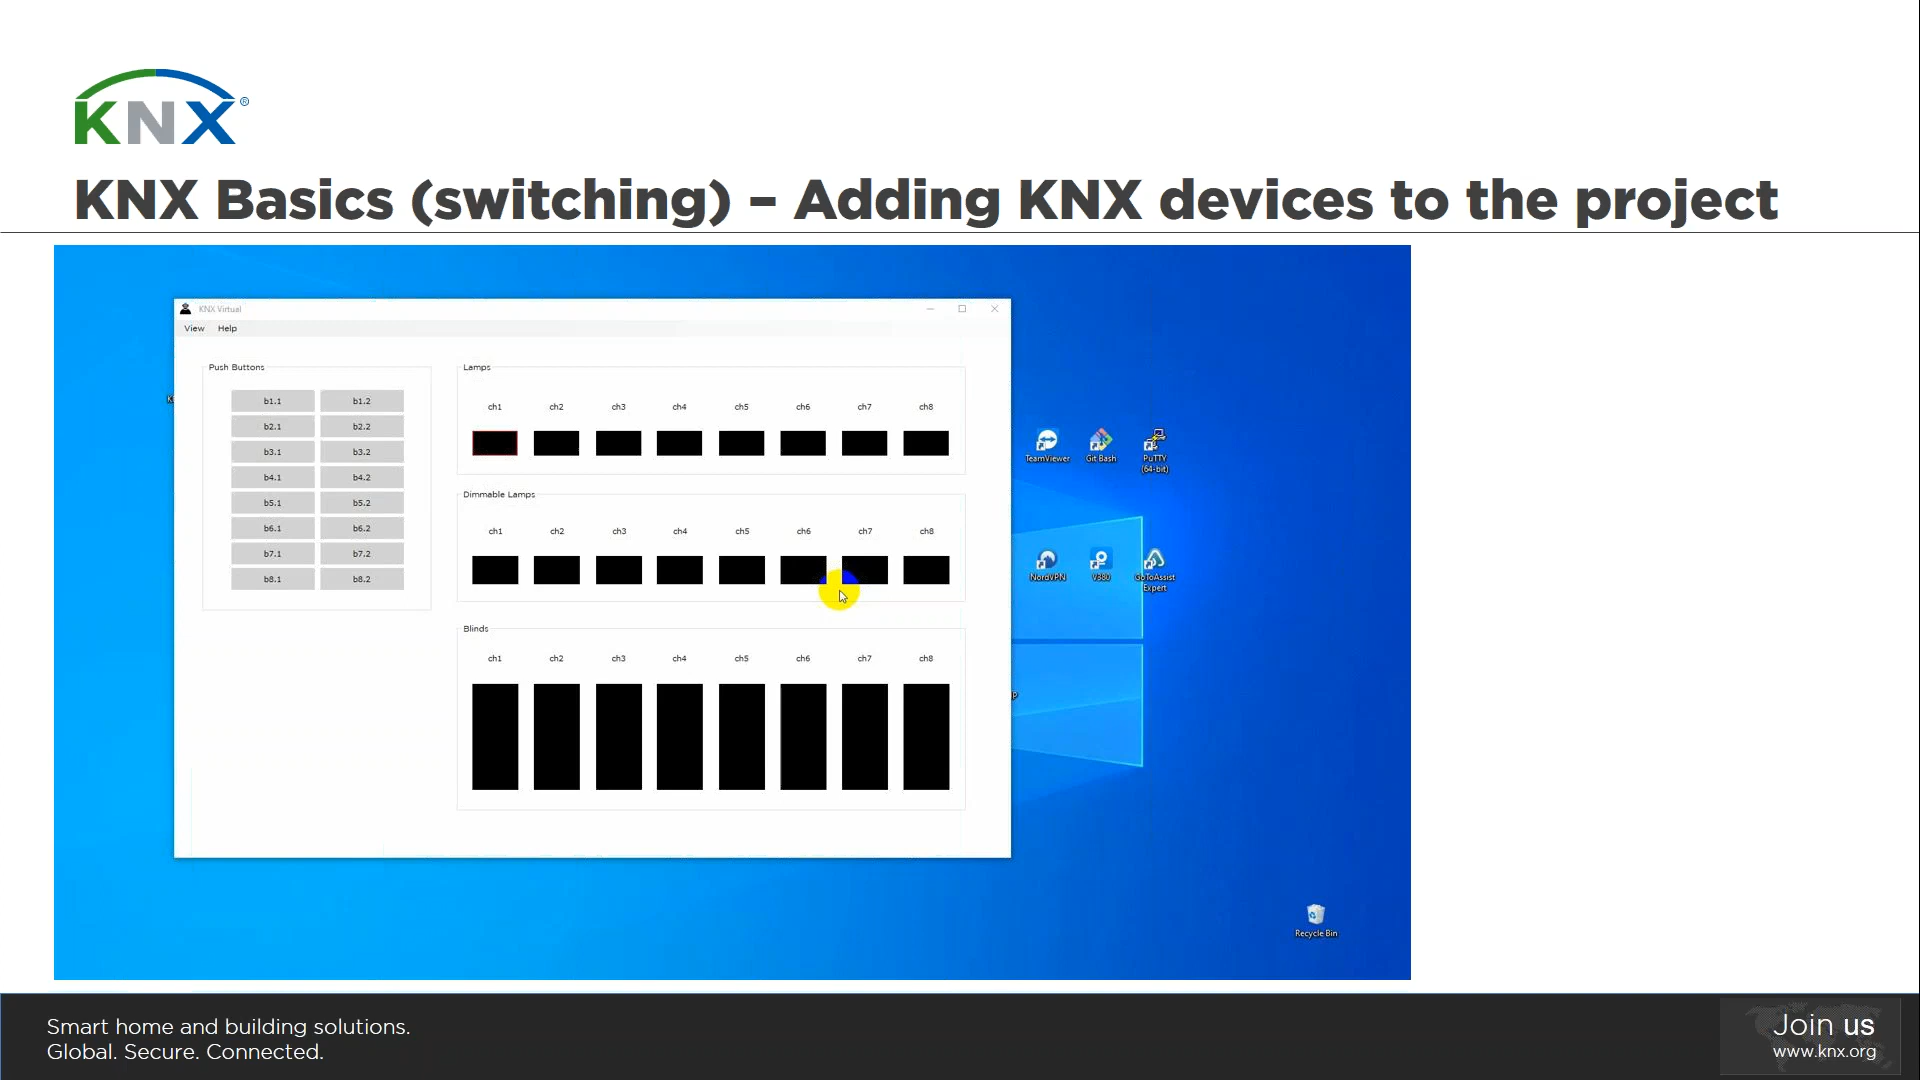 KNX®
KNX Basics (switching) – Adding KNX devices to the project
KNX Virtual
View Help
Push Buttons
b1.1 b1.2
b2.1 b2.2
b3.1 b3.2
b4.1 b4.2
b5.1 b5.2
b6.1 b6.2
b7.1 b7.2
b8.1 b8.2
Lamps
ch1 ch2 ch3 ch4 ch5 ch6 ch7 ch8
Dimmable Lamps
ch1 ch2 ch3 ch4 ch5 ch6 ch7 ch8
Blinds
ch1 ch2 ch3 ch4 ch5 ch6 ch7 ch8
TeamViewer Git Bash PuTTY
(64-bit)
NordVPN V380 GoToAssist
Expert
Recycle Bin
Smart home and building solutions.
Global. Secure. Connected.
Join us
www.knx.org